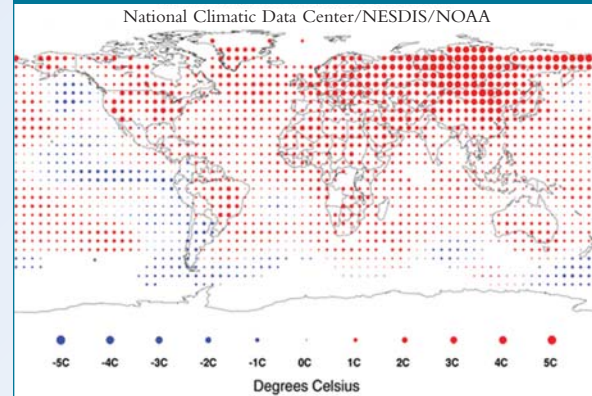 National Climatic Data Center/NESDIS/NOAA
-5C -4C -3C -2C -1C 0C 1C 2C 3C 4C 5C
Degrees Celsius